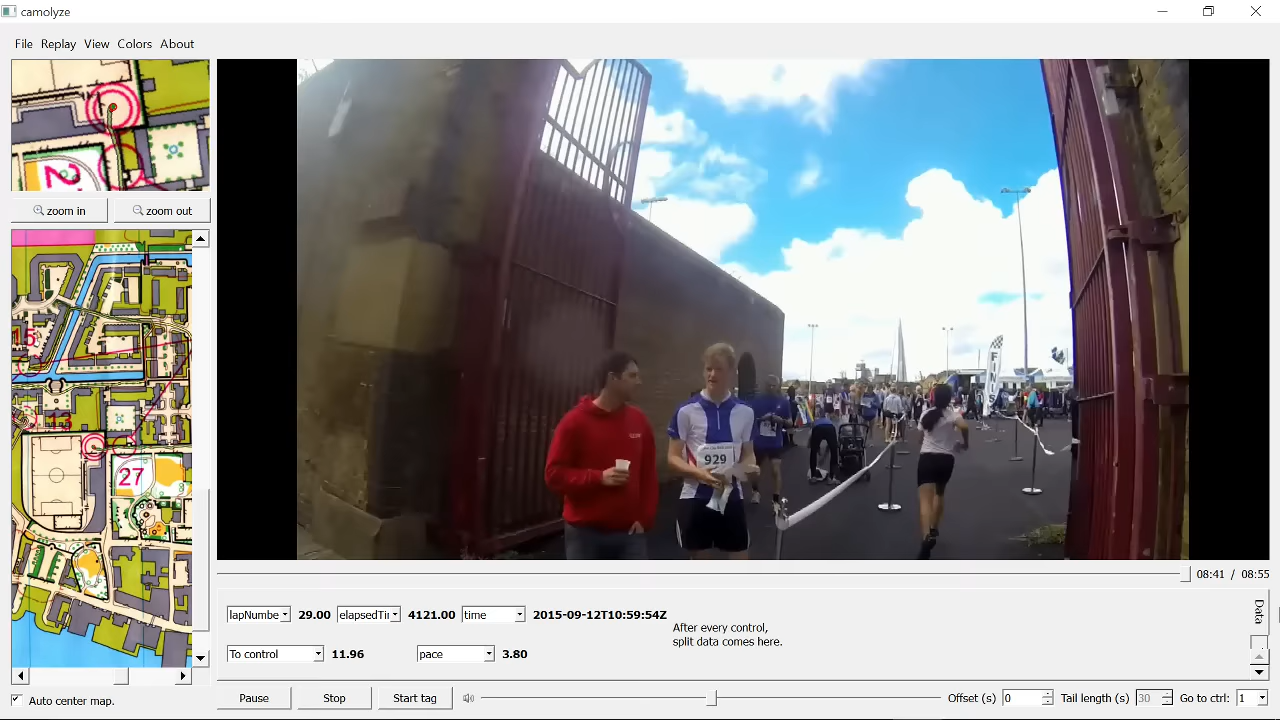 camolyze
File Replay View Colors About
zoom in zoom out
15
13
27
2
929
FINISH
08:41 / 08:55
lapNumbe 29.00 elapsedTi 4121.00 time 2015-09-12T10:59:54Z
After every control,
split data comes here.
To control 11.96 pace 3.80
Data
Auto center map.
Pause Stop Start tag
Offset (s) 0 Tail length (s) 30 Go to ctrl: 1